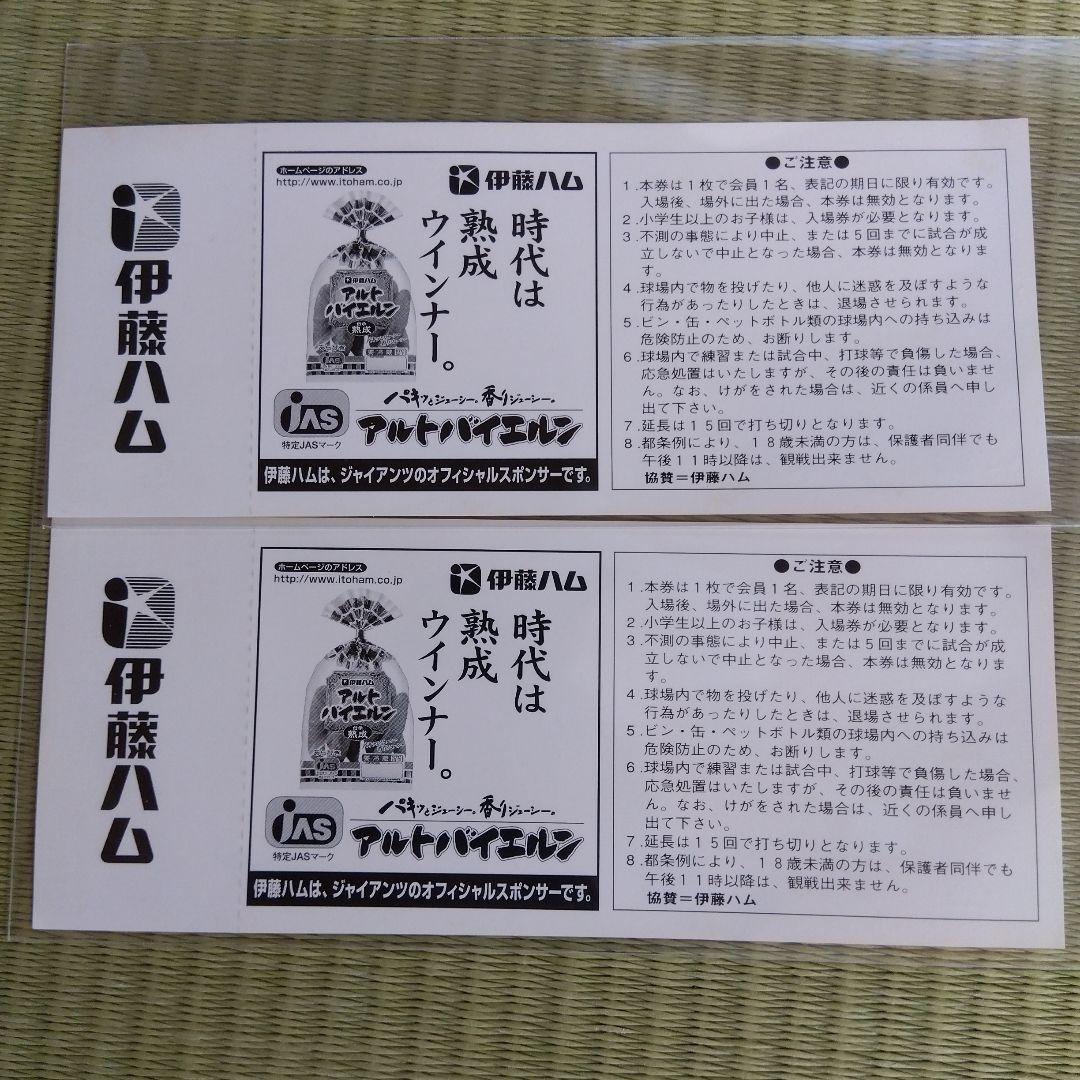 伊藤ハム
ホームページのアドレス
http://www.itoham.co.jp
伊藤ハム
時代は
熟成
ウインナー。
伊藤ハム
アルト
バイエルン
熟成
JAS
JAS
特定JASマーク
パキッとジューシー。香りジューシー。
アルトバイエルン
伊藤ハムは、ジャイアンツのオフィシャルスポンサーです。
●ご注意●
1.本券は1枚で会員1名、表記の期日に限り有効です。
入場後、場外に出た場合、本券は無効となります。
2.小学生以上のお子様は、入場券が必要となります。
3.不測の事態により中止、または5回までに試合が成
立しないで中止となった場合、本券は無効となりま
す。
4.球場内で物を投げたり、他人に迷惑を及ぼすような
行為があったりしたときは、退場させられます。
5.ビン・缶・ペットボトル類の球場内への持ち込みは
危険防止のため、お断りします。
6.球場内で練習または試合中、打球等で負傷した場合、
応急処置はいたしますが、その後の責任は負いませ
ん。なお、けがをされた場合は、近くの係員へ申し
出て下さい。
7.延長は15回で打ち切りとなります。
8.都条例により、18歳未満の方は、保護者同伴でも
午後11時以降は、観戦出来ません。
協賛=伊藤ハム
伊藤ハム
ホームページのアドレス
http://www.itoham.co.jp
伊藤ハム
時代は
熟成
ウインナー。
伊藤ハム
アルト
バイエルン
熟成
JAS
JAS
特定JASマーク
パキッとジューシー。香りジューシー。
アルトバイエルン
伊藤ハムは、ジャイアンツのオフィシャルスポンサーです。
●ご注意●
1.本券は1枚で会員1名、表記の期日に限り有効です。
入場後、場外に出た場合、本券は無効となります。
2.小学生以上のお子様は、入場券が必要となります。
3.不測の事態により中止、または5回までに試合が成
立しないで中止となった場合、本券は無効となりま
す。
4.球場内で物を投げたり、他人に迷惑を及ぼすような
行為があったりしたときは、退場させられます。
5.ビン・缶・ペットボトル類の球場内への持ち込みは
危険防止のため、お断りします。
6.球場内で練習または試合中、打球等で負傷した場合、
応急処置はいたしますが、その後の責任は負いませ
ん。なお、けがをされた場合は、近くの係員へ申し
出て下さい。
7.延長は15回で打ち切りとなります。
8.都条例により、18歳未満の方は、保護者同伴でも
午後11時以降は、観戦出来ません。
協賛=伊藤ハム